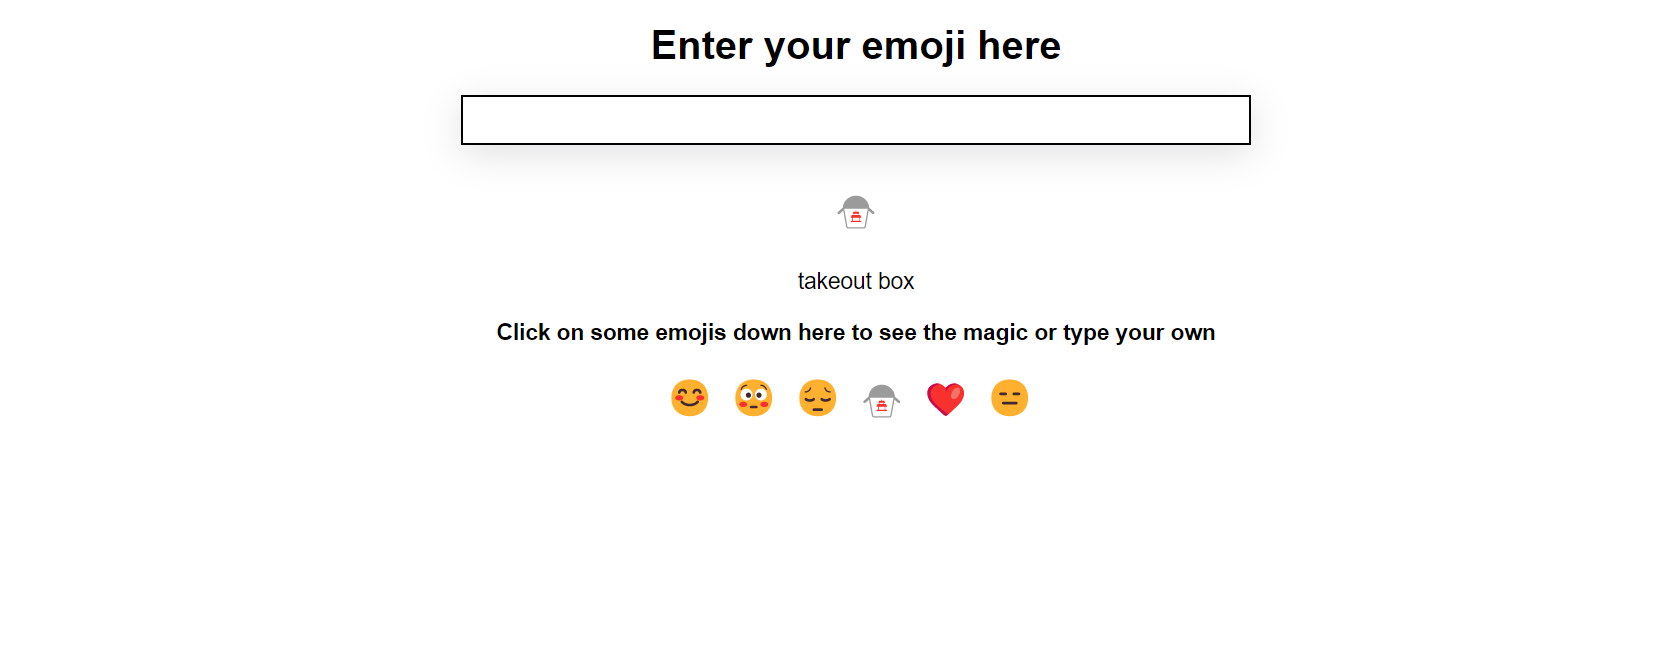 Enter your emoji here
takeout box
Click on some emojis down here to see the magic or type your own